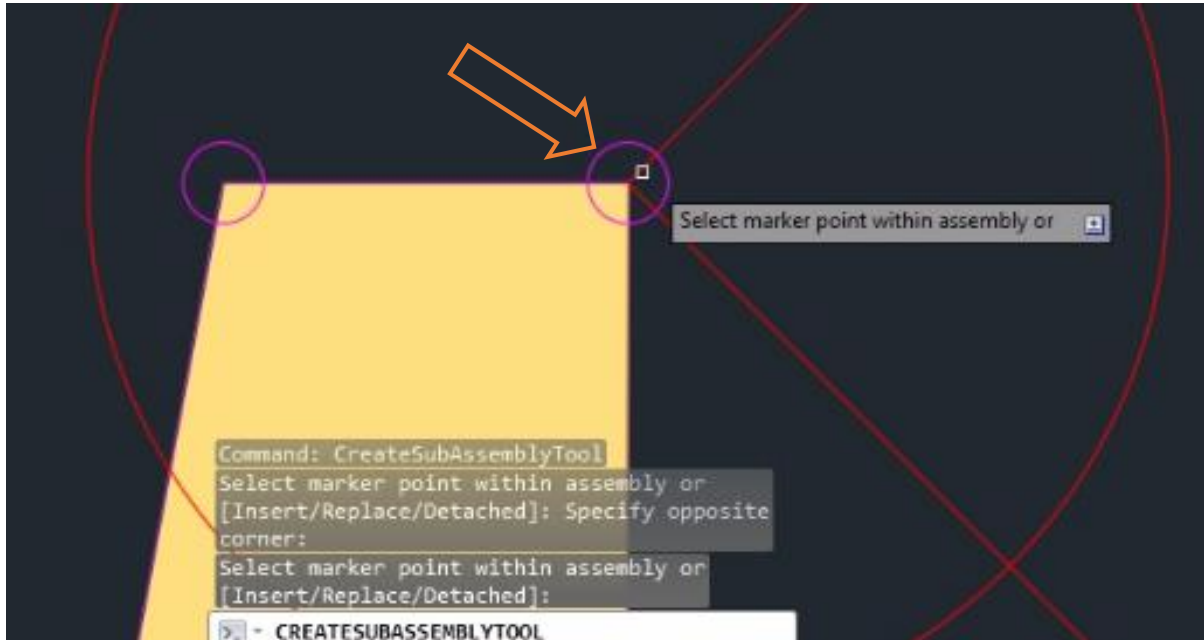 Select marker point within assembly or
Command: CreateSubAssemblyTool
Select marker point within assembly or
[Insert/Replace/Detached]: Specify opposite
corner:
Select marker point within assembly or
[Insert/Replace/Detached]:
CREATESUBASSEMBLYTOOL